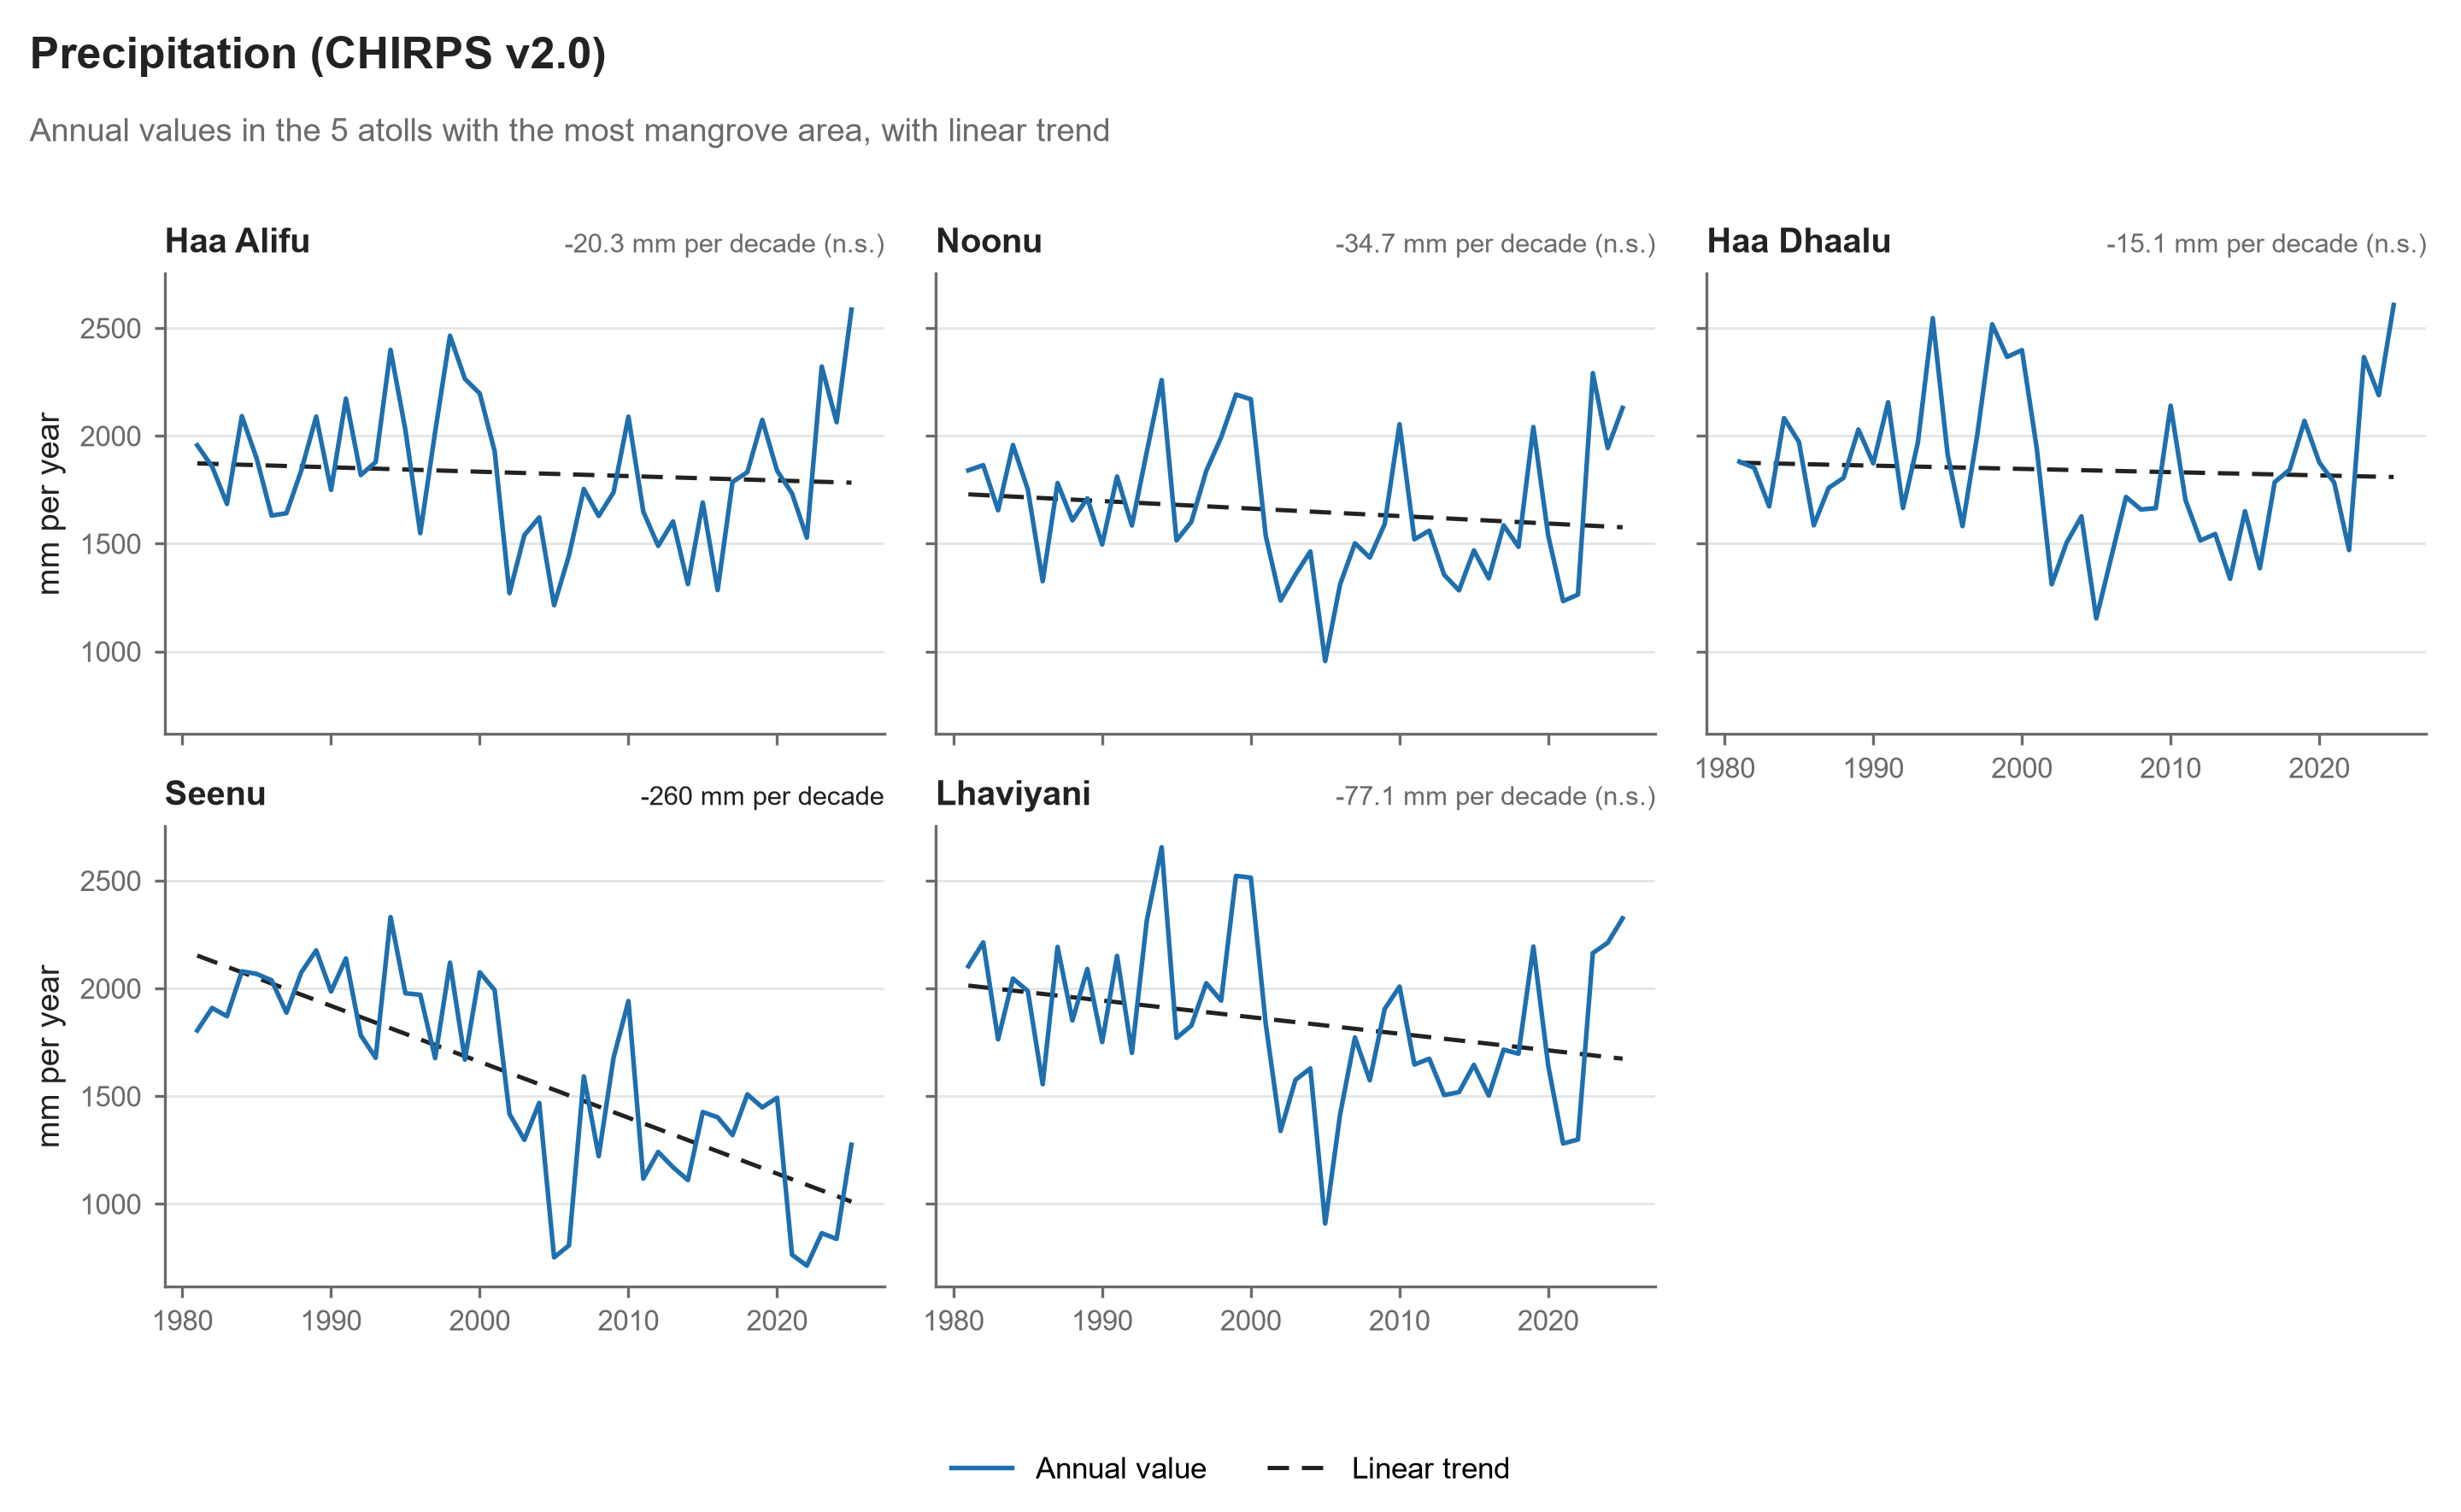 Precipitation (CHIRPS v2.0)
Annual values in the 5 atolls with the most mangrove area, with linear trend
Haa Alifu -20.3 mm per decade (n.s.)
Noonu -34.7 mm per decade (n.s.)
Haa Dhaalu -15.1 mm per decade (n.s.)
mm per year
2500
2000
1500
1000
1980 1990 2000 2010 2020
Seenu -260 mm per decade
Lhaviyani -77.1 mm per decade (n.s.)
mm per year
2500
2000
1500
1000
1980 1990 2000 2010 2020
1980 1990 2000 2010 2020
Annual value Linear trend